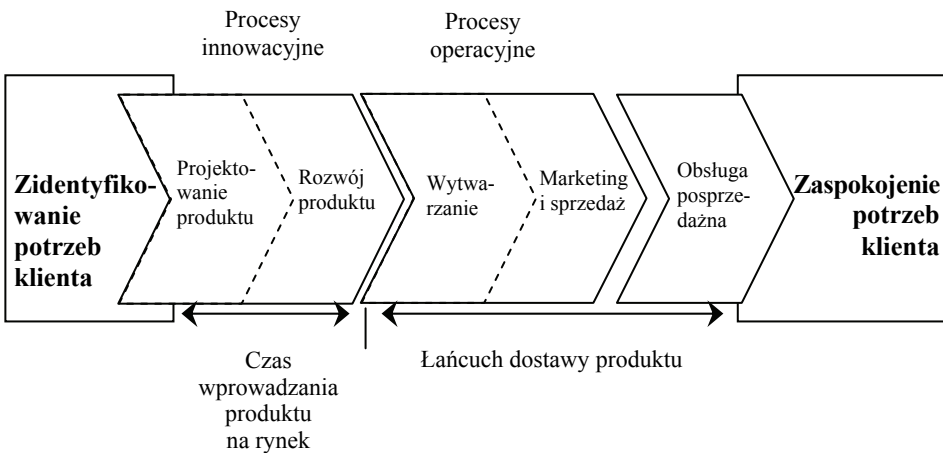 Procesy
innowacyjne
Procesy
operacyjne
Zidentyfiko-
wanie
potrzeb
klienta
Projekto-
wanie
produktu
Rozwój
produktu
Wytwa-
rzanie
Marketing
i sprzedaż
Obsługa
posprze-
dażna
Zaspokojenie
potrzeb
klienta
Czas
wprowadzania
produktu
na rynek
Łańcuch dostawy produktu